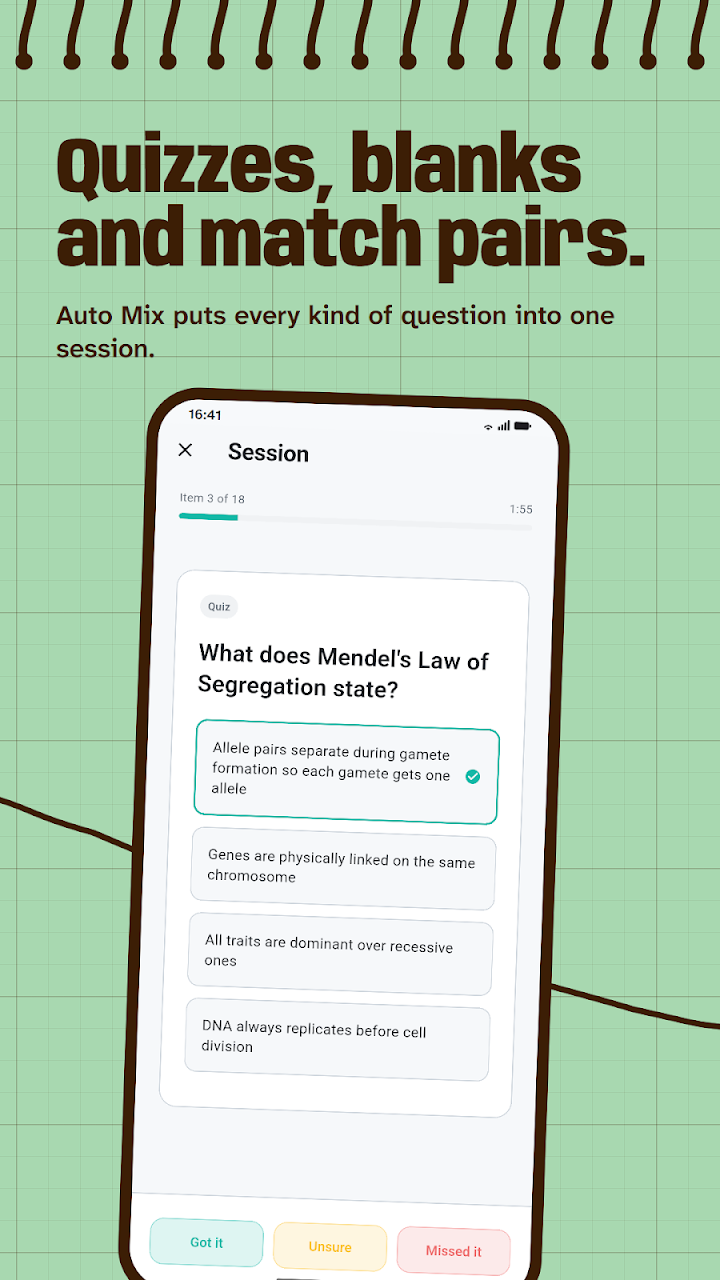 Quizzes, blanks
and match pairs.
Auto Mix puts every kind of question into one
session.
16:41
Session
Item 3 of 18
1:55
Quiz
What does Mendel's Law of
Segregation state?
Allele pairs separate during gamete
formation so each gamete gets one
allele
Genes are physically linked on the same
chromosome
All traits are dominant over recessive
ones
DNA always replicates before cell
division
Got it
Unsure
Missed it